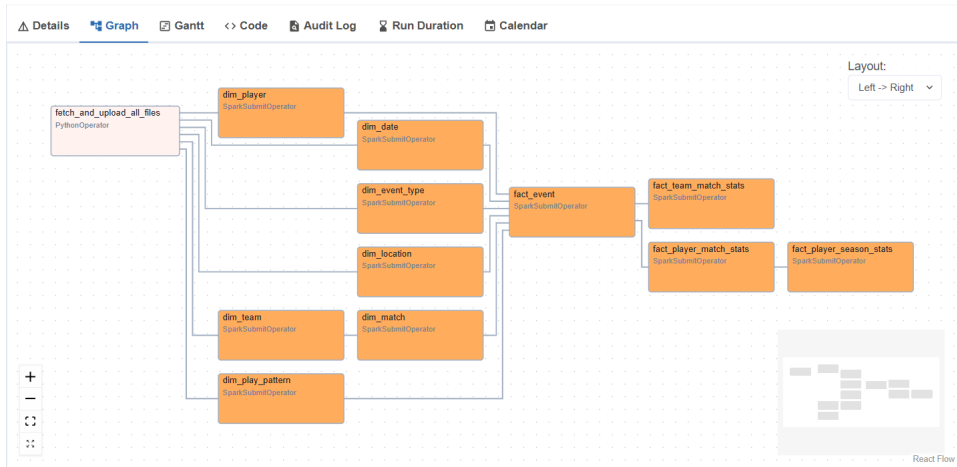 Details
Graph
Gantt
<> Code
Audit Log
Run Duration
Calendar
Layout:
Left -> Right
fetch_and_upload_all_files
PythonOperator
dim_player
SparkSubmitOperator
dim_date
SparkSubmitOperator
dim_event_type
SparkSubmitOperator
dim_location
SparkSubmitOperator
dim_team
SparkSubmitOperator
dim_match
SparkSubmitOperator
dim_play_pattern
SparkSubmitOperator
fact_event
SparkSubmitOperator
fact_team_match_stats
SparkSubmitOperator
fact_player_match_stats
SparkSubmitOperator
fact_player_season_stats
SparkSubmitOperator
React Flow